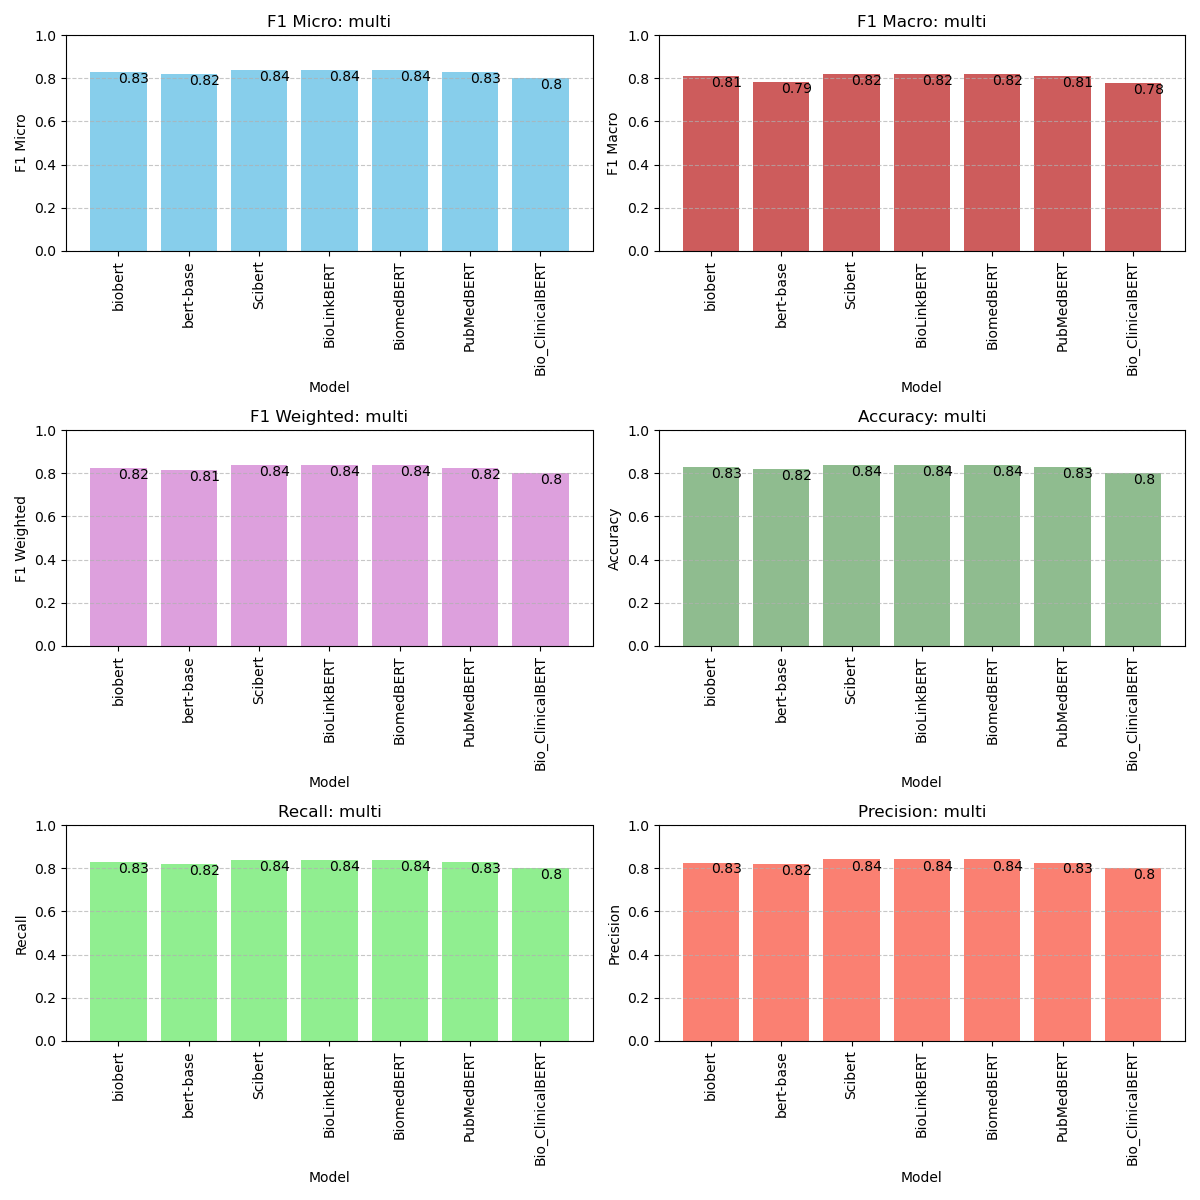 F1 Micro: multi
F1 Micro
1.0
0.8
0.6
0.4
0.2
0.0
0.83
0.82
0.84
0.84
0.84
0.83
0.8
biobert
bert-base
Scibert
BioLinkBERT
BiomedBERT
PubMedBERT
Bio_ClinicalBERT
Model
F1 Macro: multi
F1 Macro
1.0
0.8
0.6
0.4
0.2
0.0
0.81
0.79
0.82
0.82
0.82
0.81
0.78
biobert
bert-base
Scibert
BioLinkBERT
BiomedBERT
PubMedBERT
Bio_ClinicalBERT
Model
F1 Weighted: multi
F1 Weighted
1.0
0.8
0.6
0.4
0.2
0.0
0.82
0.81
0.84
0.84
0.84
0.82
0.8
biobert
bert-base
Scibert
BioLinkBERT
BiomedBERT
PubMedBERT
Bio_ClinicalBERT
Model
Accuracy: multi
Accuracy
1.0
0.8
0.6
0.4
0.2
0.0
0.83
0.82
0.84
0.84
0.84
0.83
0.8
biobert
bert-base
Scibert
BioLinkBERT
BiomedBERT
PubMedBERT
Bio_ClinicalBERT
Model
Recall: multi
Recall
1.0
0.8
0.6
0.4
0.2
0.0
0.83
0.82
0.84
0.84
0.84
0.83
0.8
biobert
bert-base
Scibert
BioLinkBERT
BiomedBERT
PubMedBERT
Bio_ClinicalBERT
Model
Precision: multi
Precision
1.0
0.8
0.6
0.4
0.2
0.0
0.83
0.82
0.84
0.84
0.84
0.83
0.8
biobert
bert-base
Scibert
BioLinkBERT
BiomedBERT
PubMedBERT
Bio_ClinicalBERT
Model